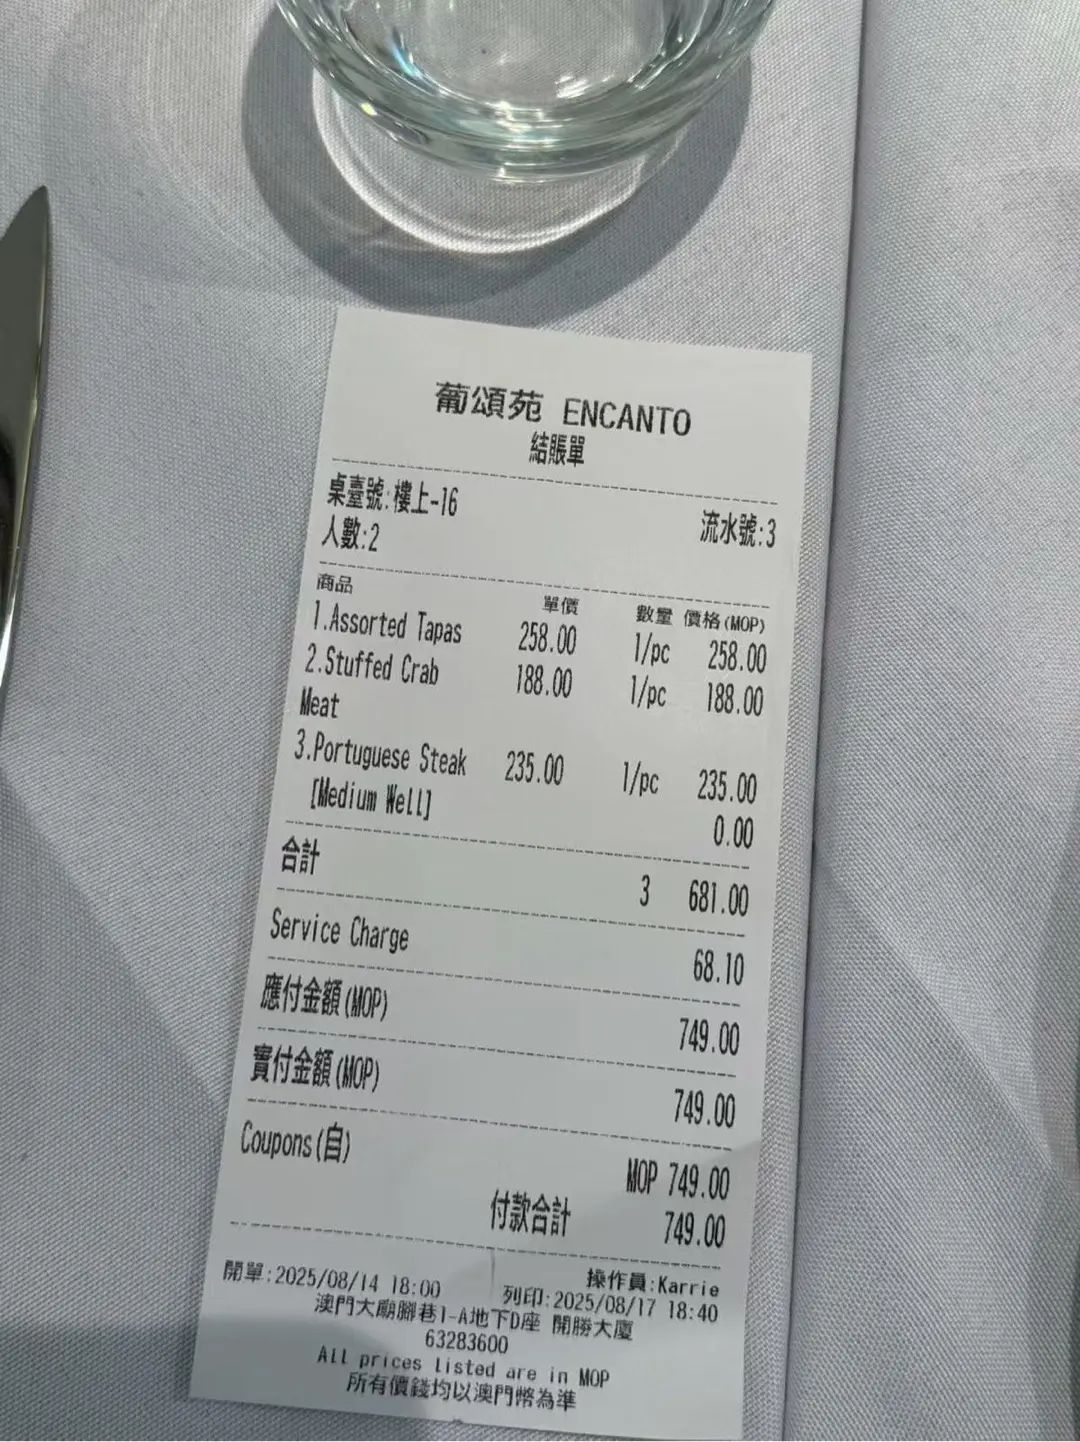 葡頌苑 ENCANTO
結賬單
桌臺號:樓上-16 流水號:3
人數:2
商品 單價 數量 價格(MOP)
1.Assorted Tapas 258.00 1/pc 258.00
2.Stuffed Crab 188.00 1/pc 188.00
Meat
3.Portuguese Steak 235.00 1/pc 235.00
[Medium Well] 0.00
合計 3 681.00
Service Charge 68.10
應付金額(MOP) 749.00
實付金額(MOP) 749.00
Coupons(自) MOP 749.00
付款合計 749.00
操作員:Karrie
開單:2025/08/14 18:00 列印:2025/08/17 18:40
澳門大廟腳巷1-A地下D座 開勝大廈
63283600
All prices listed are in MOP
所有價錢均以澳門幣為準